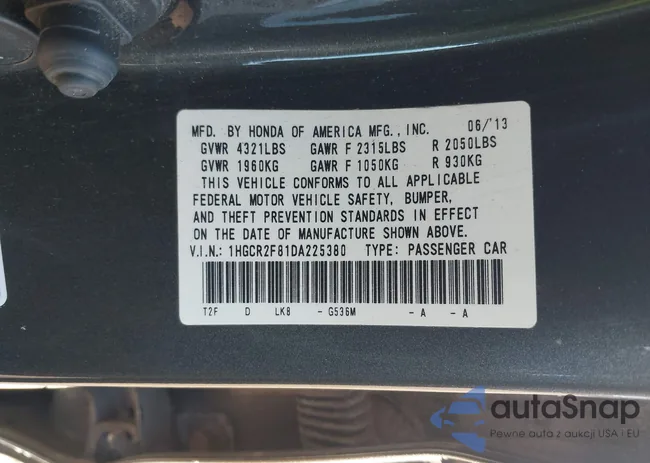 MFD. BY HONDA OF AMERICA MFG., INC. 06/'13
GVWR 4321LBS GAWR F 2315LBS R 2050LBS
GVWR 1960KG GAWR F 1050KG R 930KG
THIS VEHICLE CONFORMS TO ALL APPLICABLE
FEDERAL MOTOR VEHICLE SAFETY, BUMPER,
AND THEFT PREVENTION STANDARDS IN EFFECT
ON THE DATE OF MANUFACTURE SHOWN ABOVE.
V.I.N.: 1HGCR2F81DA225380 TYPE: PASSENGER CAR
T2F D LK8 - G536M - A - A
autaSnap
Pewne auta z aukcji USA i EU